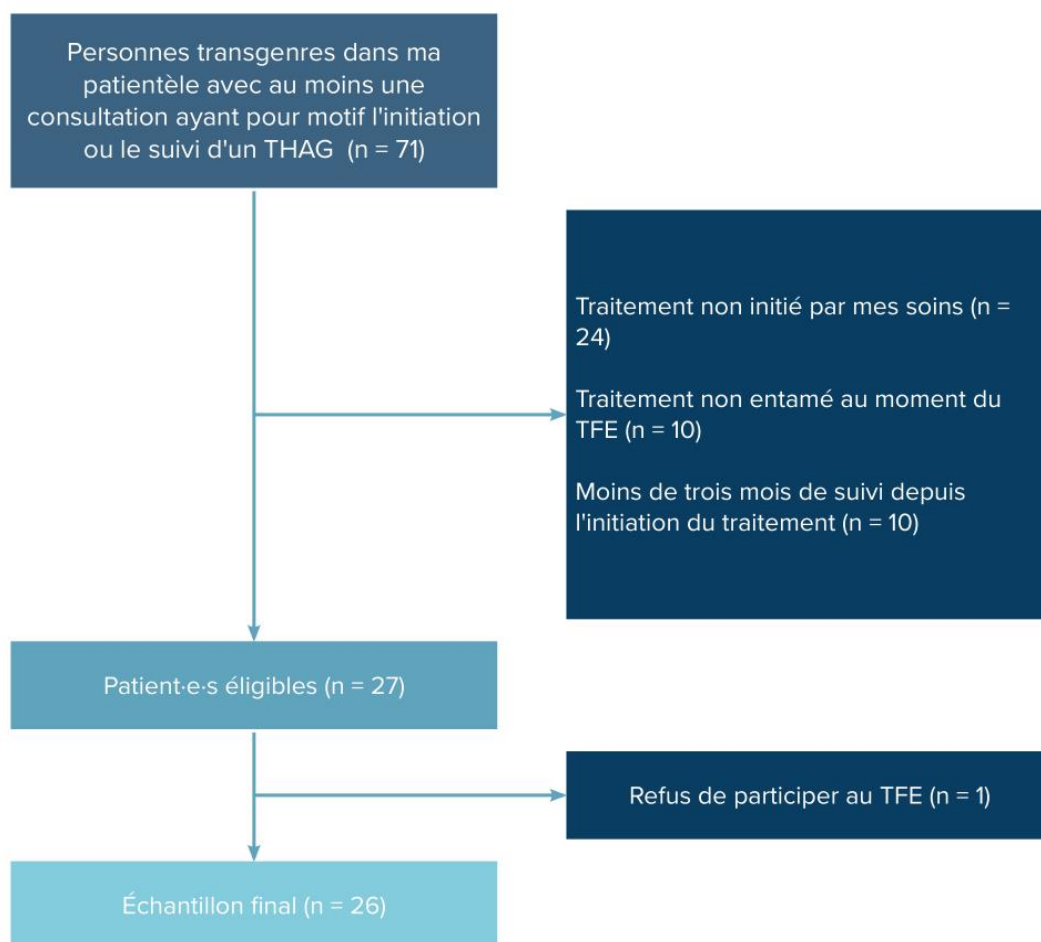 Personnes transgenres dans ma
patientèle avec au moins une
consultation ayant pour motif l'initiation
ou le suivi d'un THAG (n = 71)
Traitement non initié par mes soins (n =
24)
Traitement non entamé au moment du
TFE (n = 10)
Moins de trois mois de suivi depuis
l'initiation du traitement (n = 10)
Patient·e·s éligibles (n = 27)
Refus de participer au TFE (n = 1)
Échantillon final (n = 26)